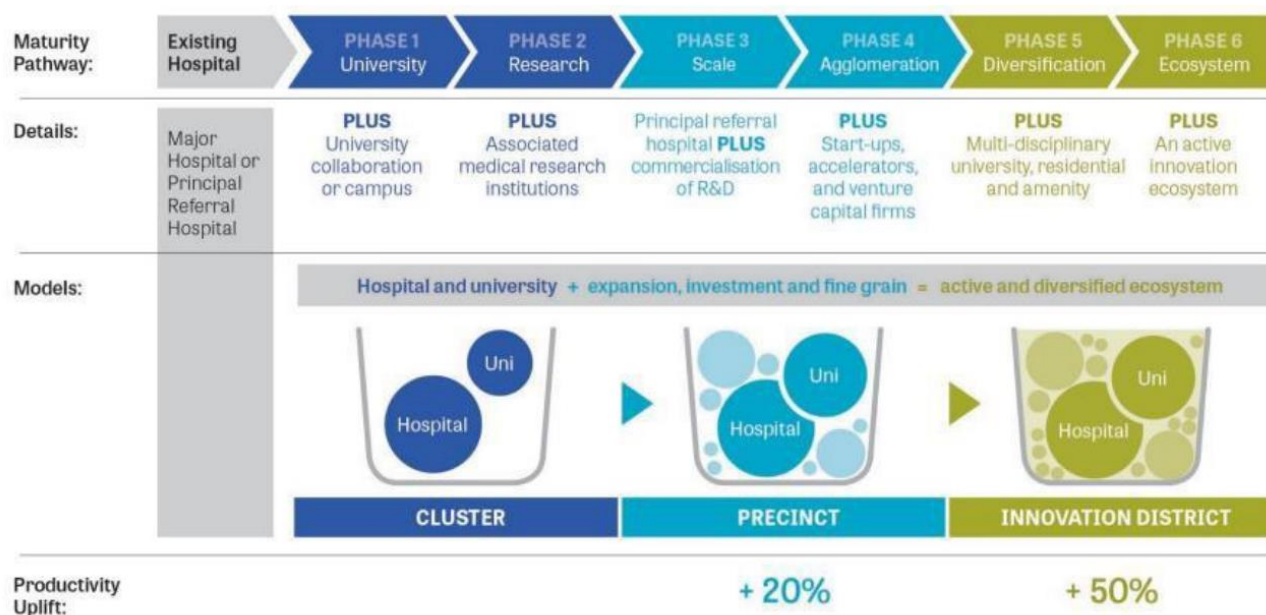 Maturity
Pathway:
Existing
Hospital
PHASE 1
University
PHASE 2
Research
PHASE 3
Scale
PHASE 4
Agglomeration
PHASE 5
Diversification
PHASE 6
Ecosystem
Details:
Major
Hospital or
Principal
Referral
Hospital
PLUS
University
collaboration
or campus
PLUS
Associated
medical research
institutions
Principal referral
hospital PLUS
commercialisation
of R&D
PLUS
Start-ups,
accelerators,
and venture
capital firms
PLUS
Multi-disciplinary
university, residential
and amenity
PLUS
An active
innovation
ecosystem
Models:
Hospital and university + expansion, investment and fine grain = active and diversified ecosystem
Uni
Hospital
Uni
Hospital
Uni
Hospital
CLUSTER
PRECINCT
INNOVATION DISTRICT
Productivity
Uplift:
+ 20%
+ 50%